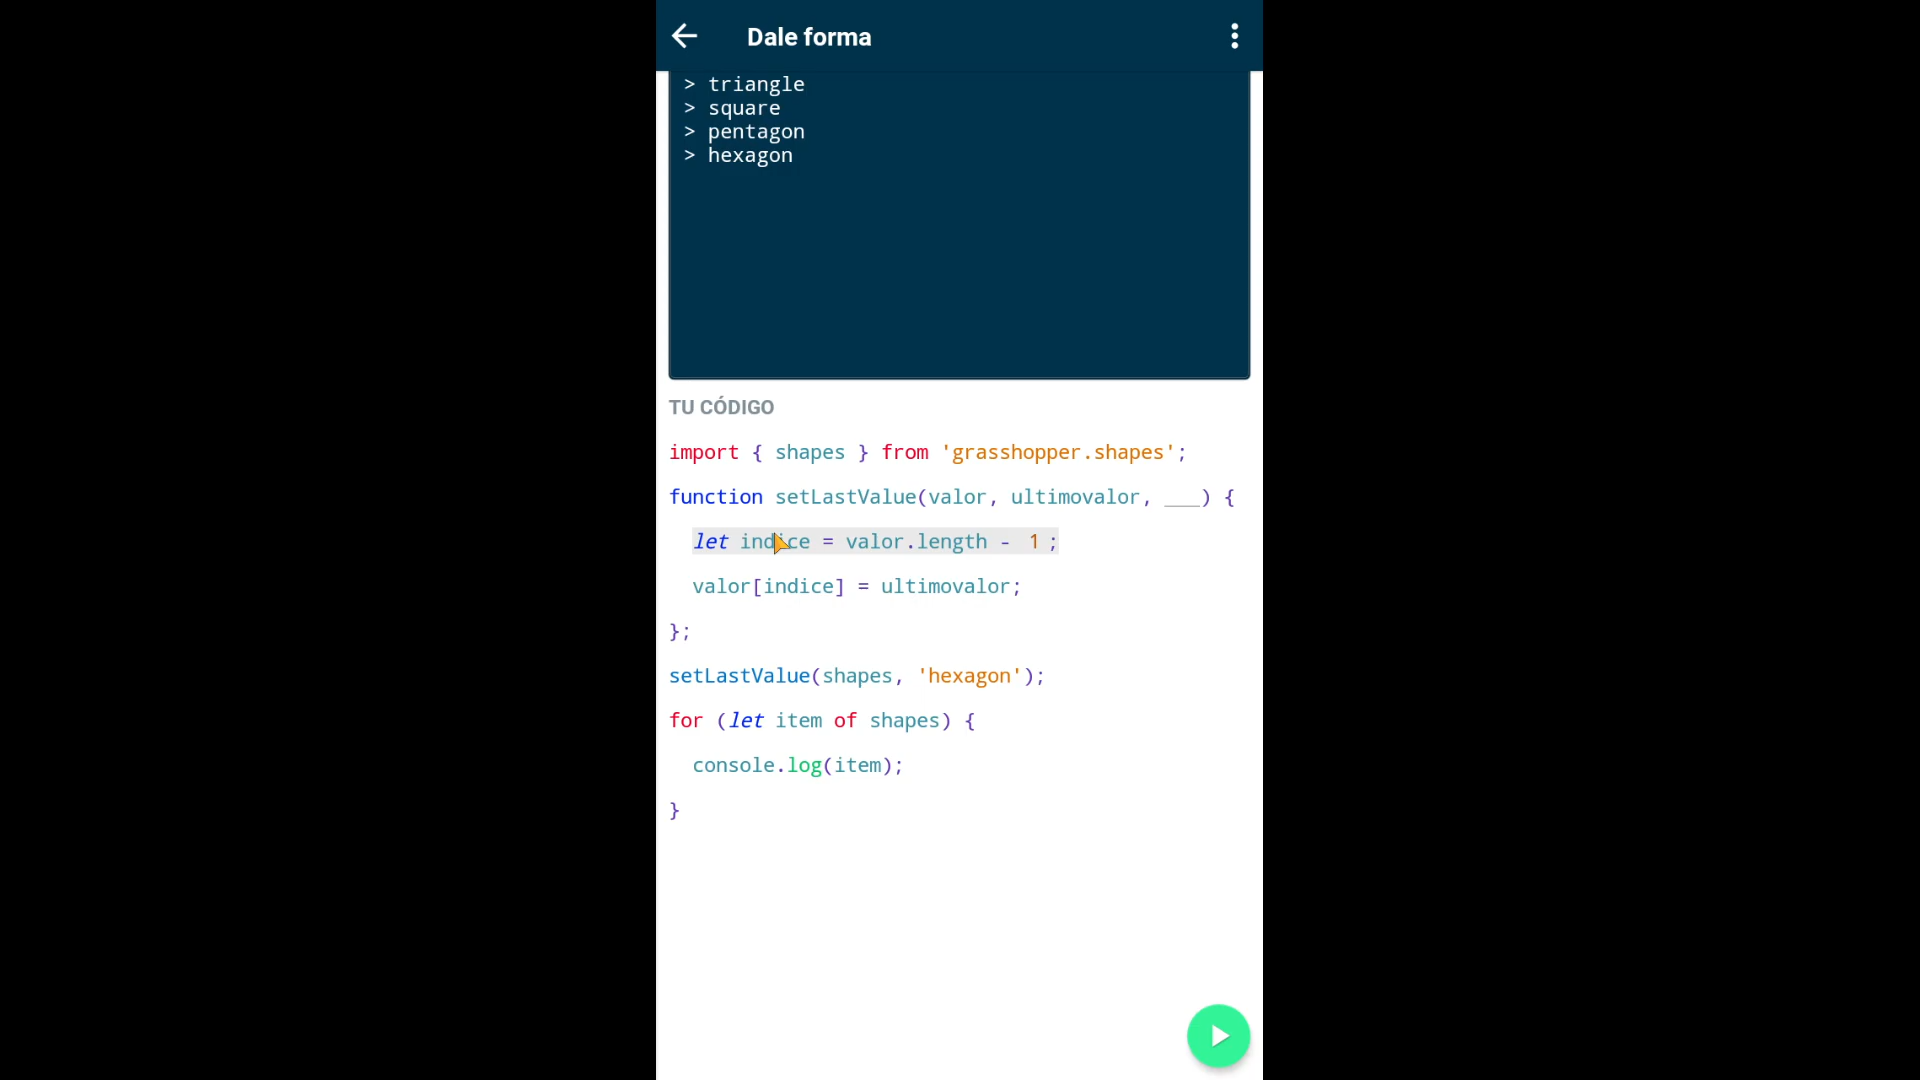 Dale forma
> triangle
> square
> pentagon
> hexagon
TU CÓDIGO
import { shapes } from 'grasshopper.shapes';
function setLastValue(valor, ultimovalor, ___) {
let indice = valor.length - 1 ;
valor[indice] = ultimovalor;
};
setLastValue(shapes, 'hexagon');
for (let item of shapes) {
console.log(item);
}